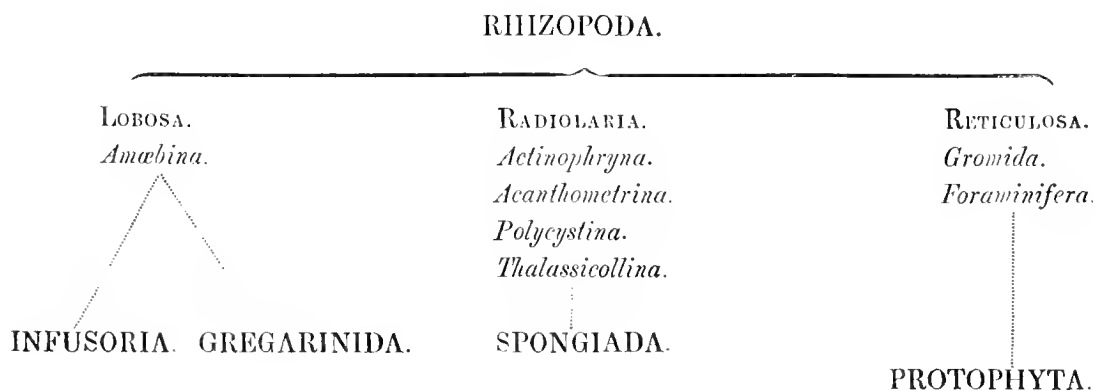 RHIZOPODA.
LOBOSA. RADIOLARIA. RETICULOSA.
Amœbina. Actinophryna. Gromida.
Acanthometrina. Foraminifera.
Polycystina.
Thalassicollina.
INFUSORIA. GREGARINIDA. SPONGIADA.
PROTOPHYTA.